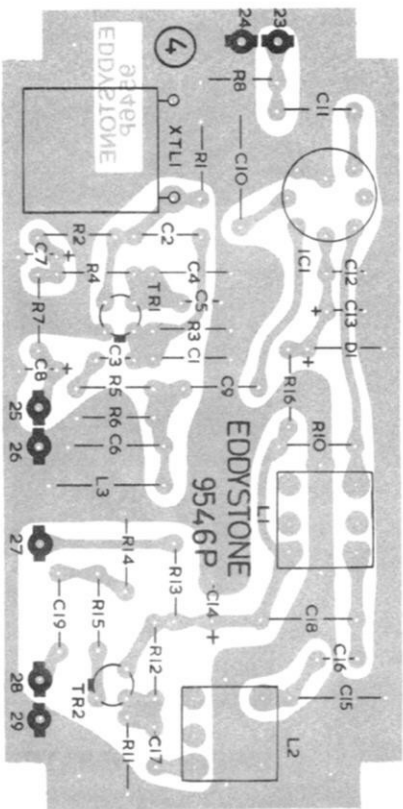 24
23
4
EDDYSTONE
9546P
R8
C11
XTL1
R1
C10
IC1
R2
C2
C7
+
R4
TR1
C4
C5
C12
+
C13
D1
R7
C3
R3
C1
+
C8
+
R5
C9
R16
25
R6
26
C6
R10
L3
EDDYSTONE
9546P
L1
27
R14
R13
C14
+
C18
C19
R15
R12
C16
28
TR2
C15
29
R11
C17
L2